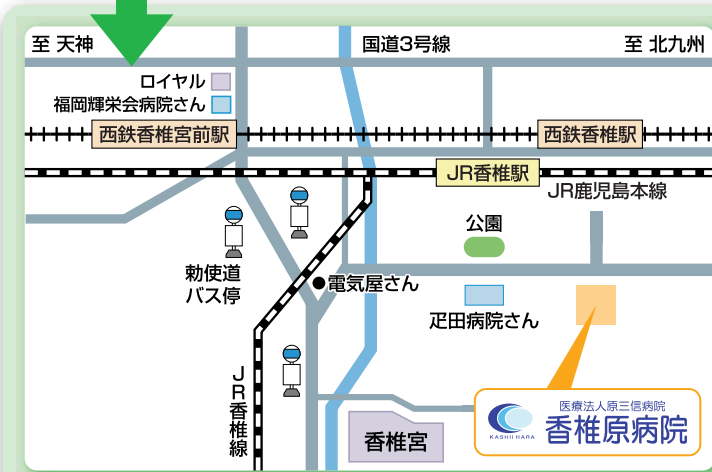 至 天神
国道3号線
至 北九州
ロイヤル
福岡輝栄会病院さん
西鉄香椎宮前駅
西鉄香椎駅
JR香椎駅
JR鹿児島本線
公園
勅使道
バス停
電気屋さん
疋田病院さん
JR香椎線
香椎宮
医療法人原三信病院
香椎原病院
KASHII HARA